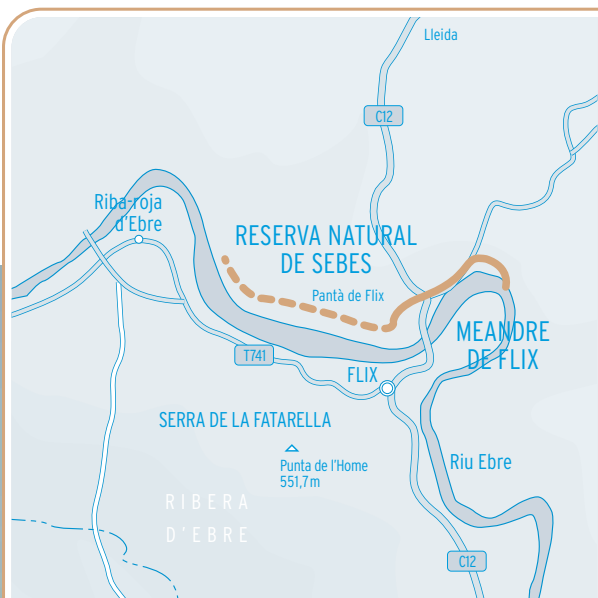 Lleida
C12
Riba-roja
d'Ebre
RESERVA NATURAL
DE SEBES
Pantà de Flix
MEANDRE
DE FLIX
T741
FLIX
SERRA DE LA FATARELLA
Punta de l'Home
551,7 m
Riu Ebre
RIBERA
D'EBRE
C12